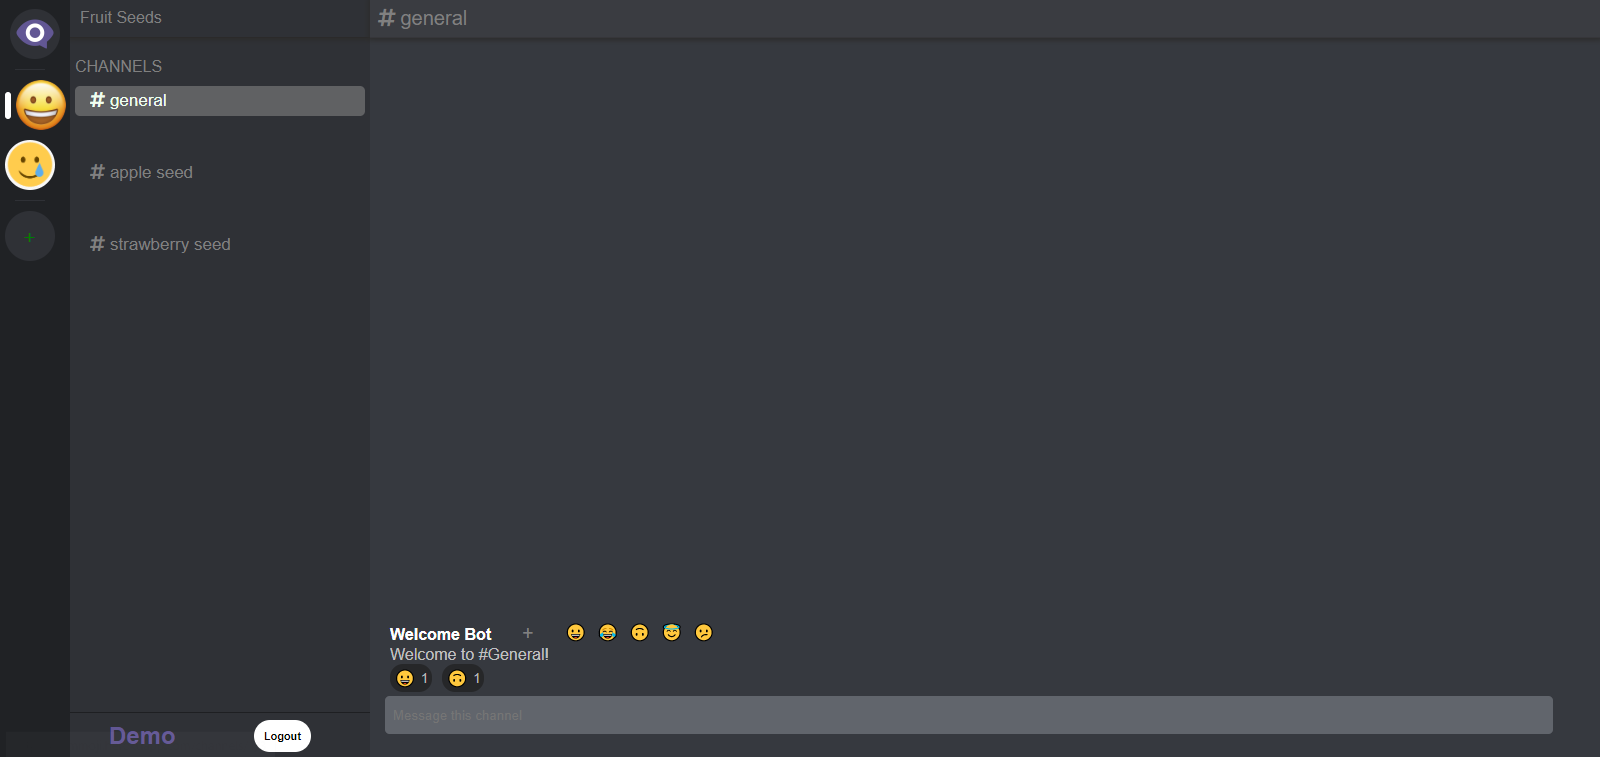 Fruit Seeds
# general
CHANNELS
# general
# apple seed
# strawberry seed
+
Welcome Bot +
Welcome to #General!
1 1
Message this channel
Demo
Logout